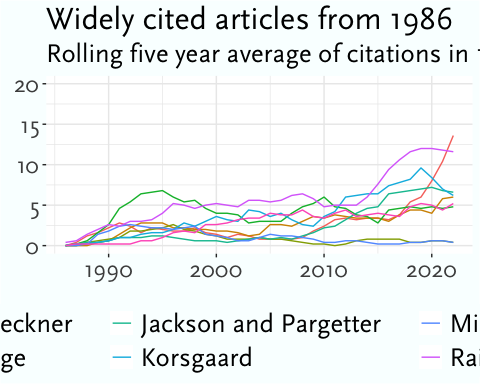 Widely cited articles from 1986
Rolling five year average of citations in
20
15
10
5
0
1990
2000
2010
2020
eckner
Jackson and Pargetter
Mi
ge
Korsgaard
Rai